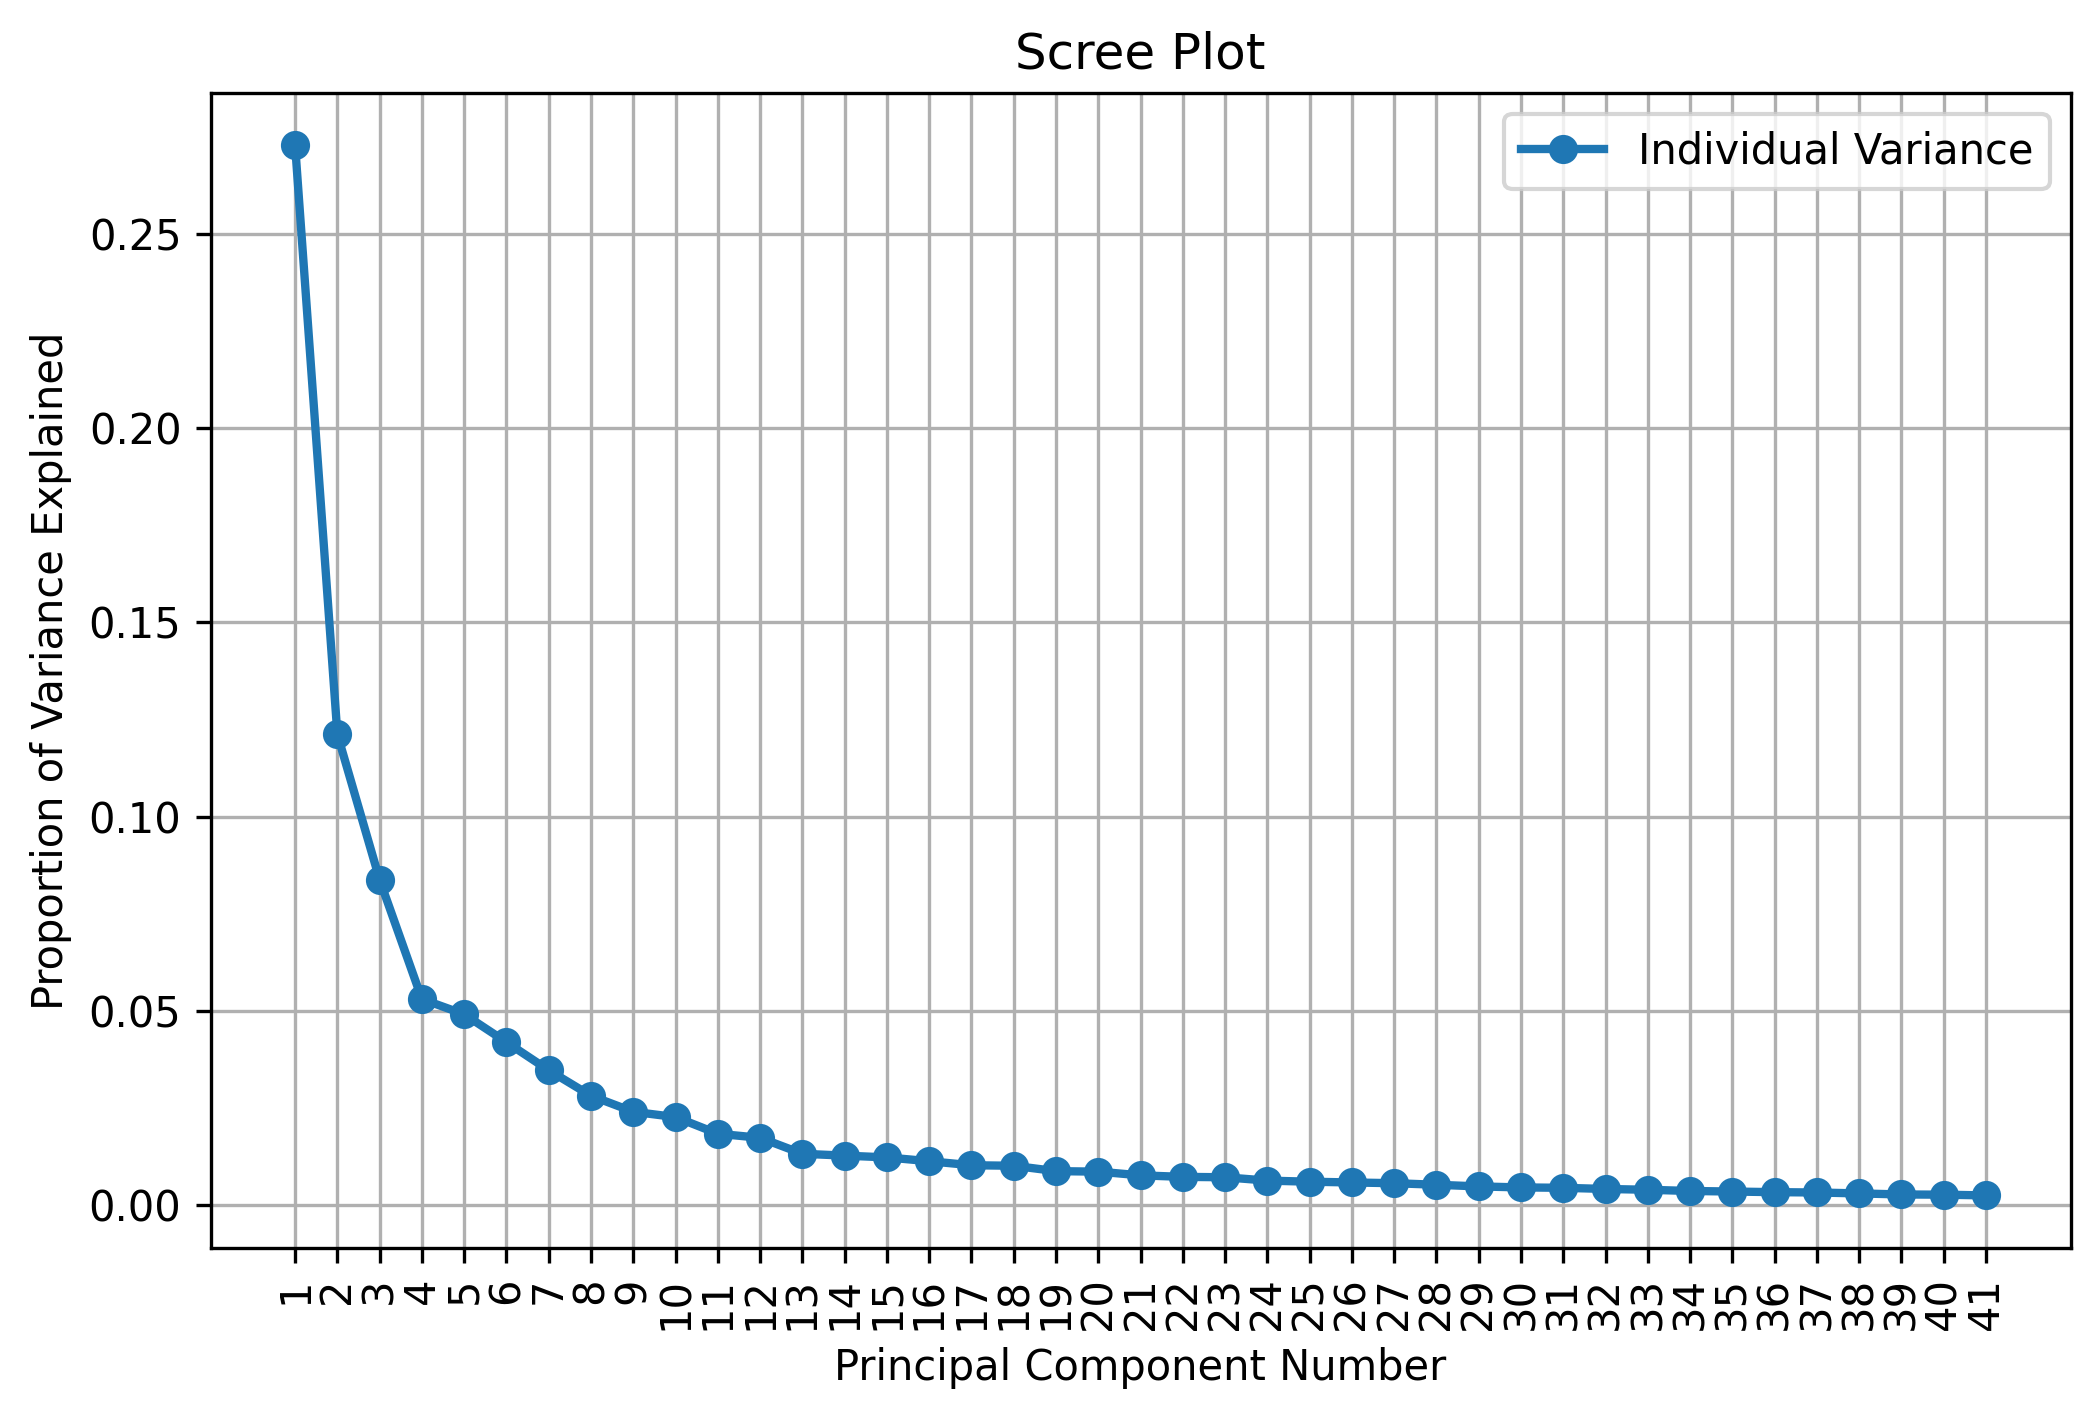 Scree Plot
Individual Variance
Proportion of Variance Explained
0.25
0.20
0.15
0.10
0.05
0.00
1 2 3 4 5 6 7 8 9 10 11 12 13 14 15 16 17 18 19 20 21 22 23 24 25 26 27 28 29 30 31 32 33 34 35 36 37 38 39 40 41
Principal Component Number